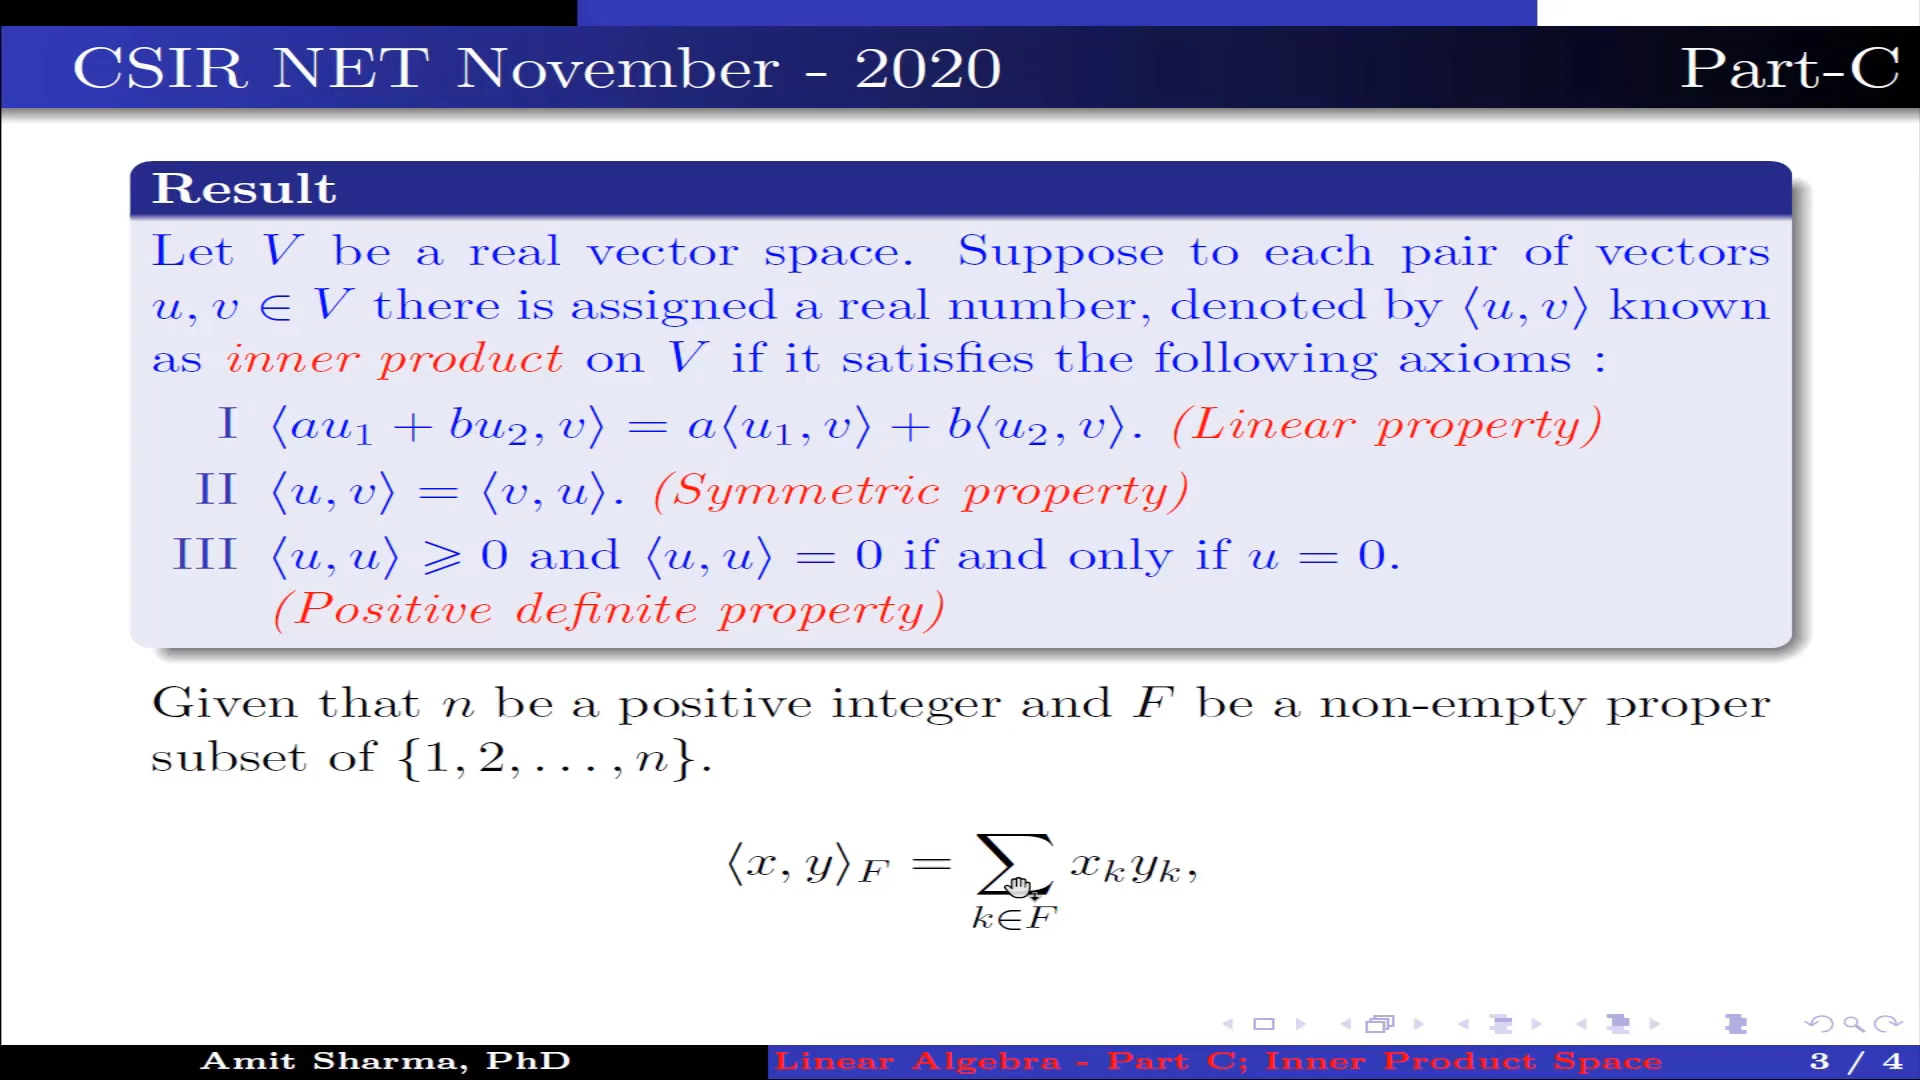 CSIR NET November - 2020 Part-C
Result
Let V be a real vector space. Suppose to each pair of vectors
u, v ∈ V there is assigned a real number, denoted by ⟨u, v⟩ known
as inner product on V if it satisfies the following axioms :
I ⟨au₁ + bu₂, v⟩ = a⟨u₁, v⟩ + b⟨u₂, v⟩. (Linear property)
II ⟨u, v⟩ = ⟨v, u⟩. (Symmetric property)
III ⟨u, u⟩ ⩾ 0 and ⟨u, u⟩ = 0 if and only if u = 0.
(Positive definite property)
Given that n be a positive integer and F be a non-empty proper
subset of {1, 2, . . . , n}.
⟨x, y⟩_F = ∑_{k∈F} x_k y_k,
Amit Sharma, PhD Linear Algebra - Part C; Inner Product Space 3 / 4